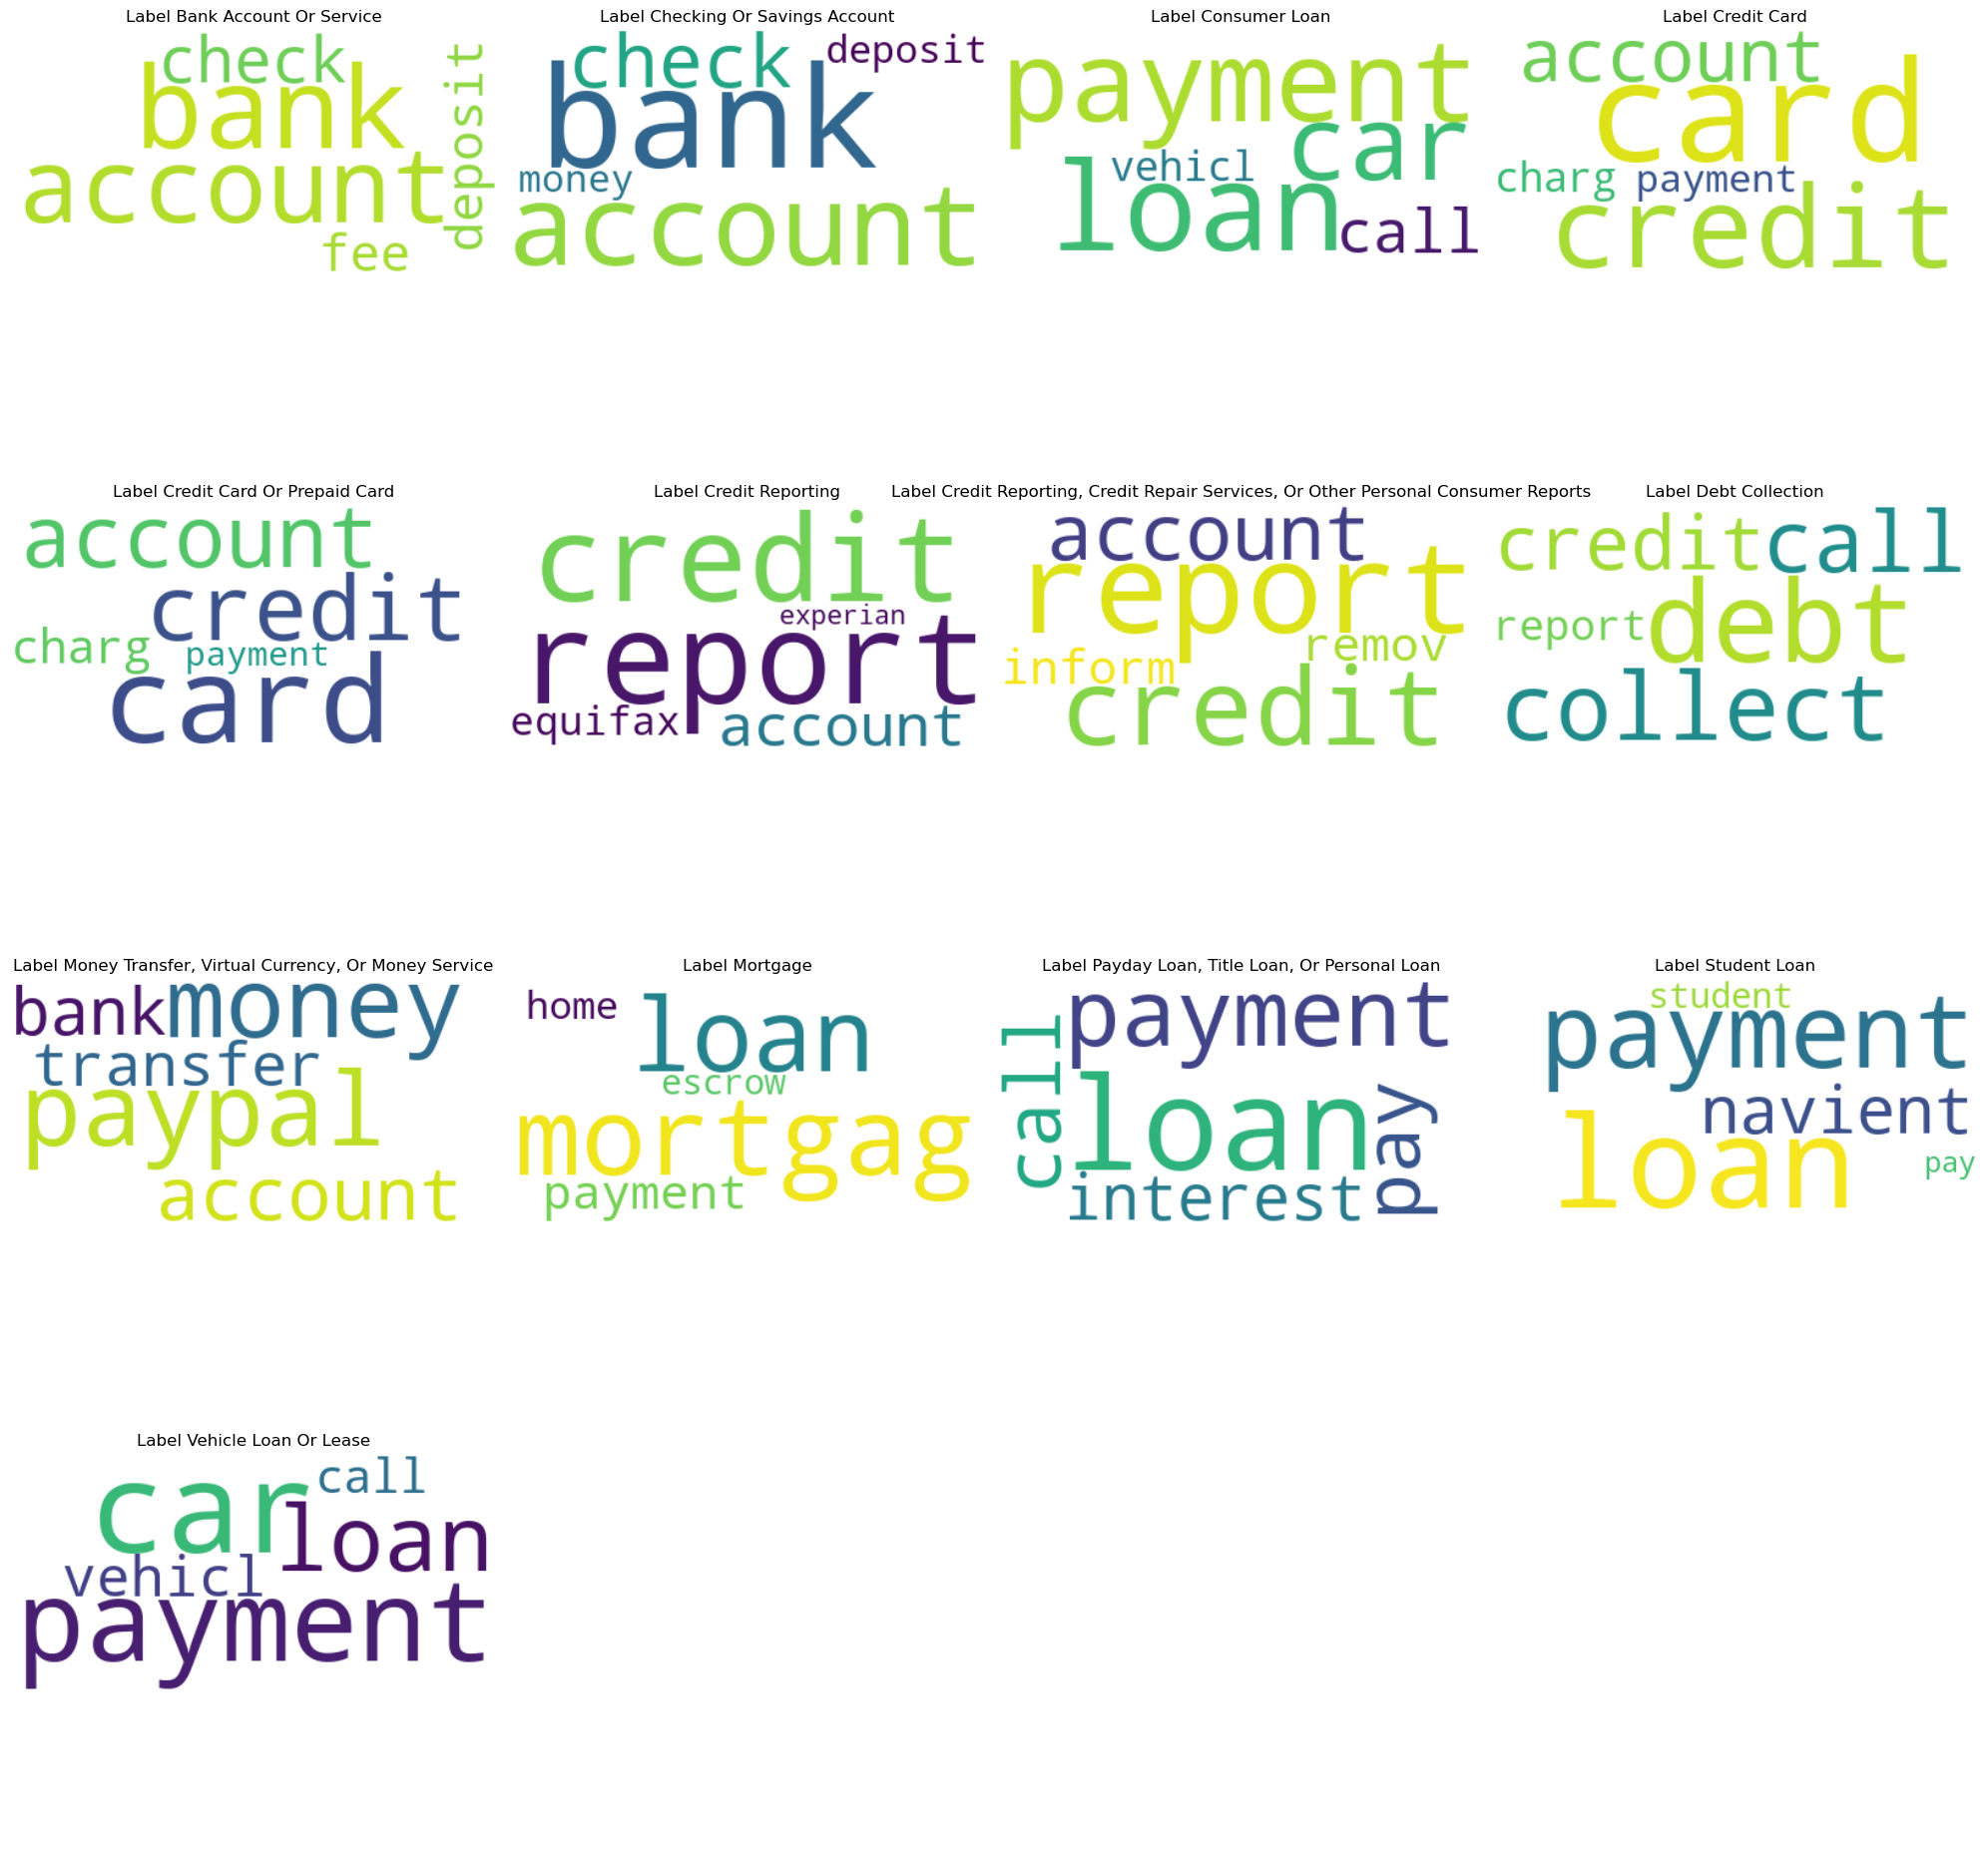 Label Bank Account Or Service
check
bank
deposit
account
fee
Label Checking Or Savings Account
check
deposit
bank
money
account
Label Consumer Loan
payment
car
vehicl
loan
call
Label Credit Card
account
card
charg
payment
credit
Label Credit Card Or Prepaid Card
account
credit
charg
payment
card
Label Credit Reporting
credit
experian
report
equifax
account
Label Credit Reporting, Credit Repair Services, Or Other Personal Consumer Reports
account
report
remov
inform
credit
Label Debt Collection
credit
call
report
debt
collect
Label Money Transfer, Virtual Currency, Or Money Service
bank
money
transfer
paypal
account
Label Mortgage
home
loan
escrow
mortgag
payment
Label Payday Loan, Title Loan, Or Personal Loan
payment
call
loan
pay
interest
Label Student Loan
student
payment
navient
loan
pay
Label Vehicle Loan Or Lease
car
call
loan
vehicl
payment